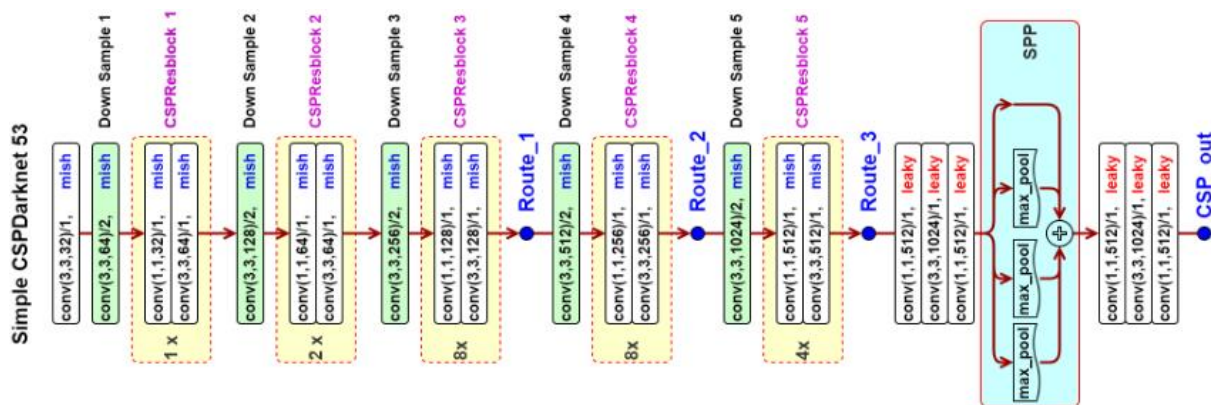 Simple CSPDarknet 53
conv(3,3,32)/1, mish
Down Sample 1
conv(3,3,64)/2, mish
CSPResblock 1
conv(1,1,32)/1, mish
conv(3,3,64)/1, mish
1 x
Down Sample 2
conv(3,3,128)/2, mish
CSPResblock 2
conv(1,1,64)/1, mish
conv(3,3,64)/1, mish
2 x
Down Sample 3
conv(3,3,256)/2, mish
CSPResblock 3
conv(1,1,128)/1, mish
conv(3,3,128)/1, mish
8x
Route_1
Down Sample 4
conv(3,3,512)/2, mish
CSPResblock 4
conv(1,1,256)/1, mish
conv(3,3,256)/1, mish
8x
Route_2
Down Sample 5
conv(3,3,1024)/2, mish
CSPResblock 5
conv(1,1,512)/1, mish
conv(3,3,512)/1, mish
4x
Route_3
conv(1,1,512)/1, leaky
conv(3,3,1024)/1, leaky
conv(1,1,512)/1, leaky
SPP
max_pool
max_pool
max_pool
conv(1,1,512)/1, leaky
conv(3,3,1024)/1, leaky
conv(1,1,512)/1, leaky
CSP_out